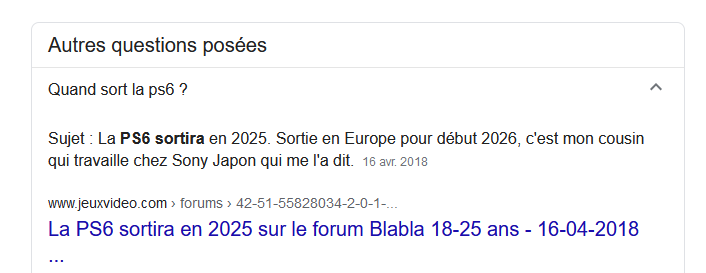 Autres questions posées
Quand sort la ps6 ?
Sujet : La PS6 sortira en 2025. Sortie en Europe pour début 2026, c'est mon cousin
qui travaille chez Sony Japon qui me l'a dit. 16 avr. 2018
www.jeuxvideo.com › forums › 42-51-55828034-2-0-1-...
La PS6 sortira en 2025 sur le forum Blabla 18-25 ans - 16-04-2018
...